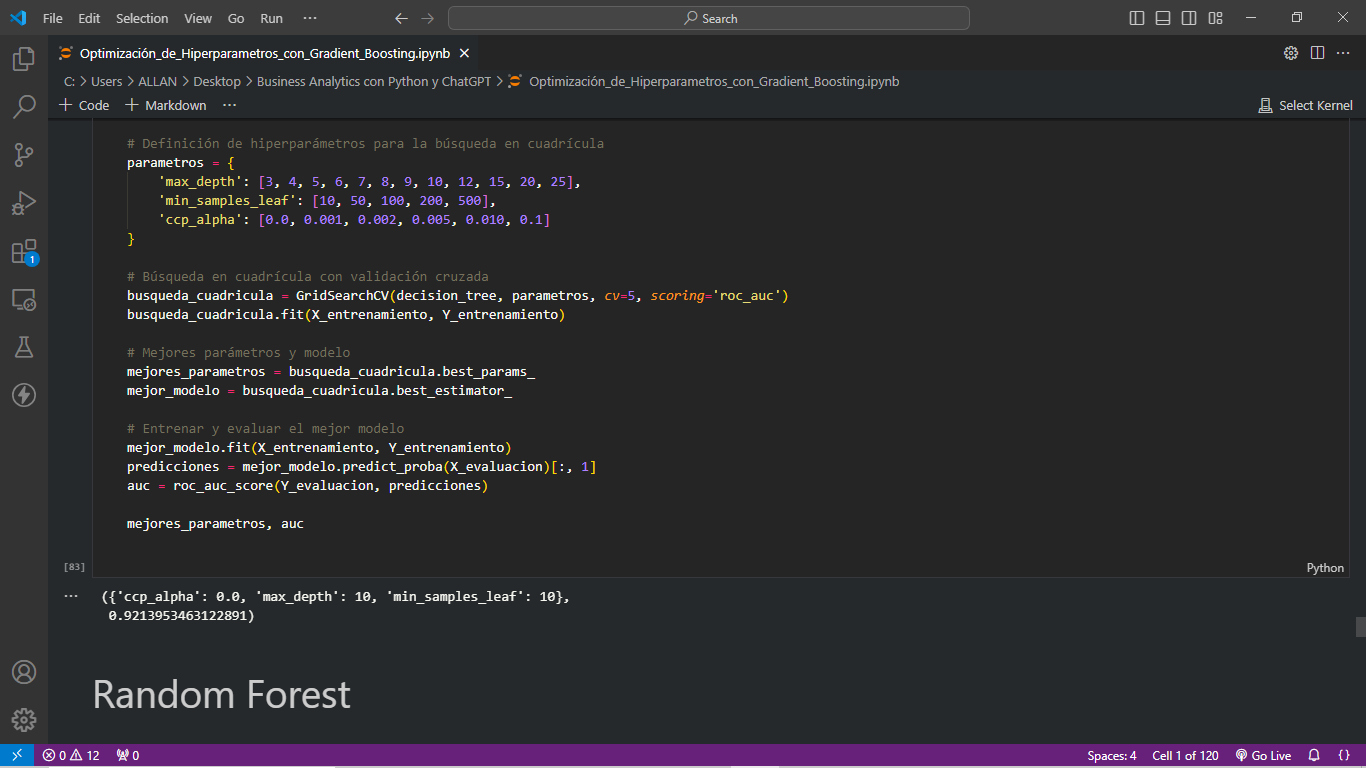 File Edit Selection View Go Run ··· Search
Optimización_de_Hiperparametros_con_Gradient_Boosting.ipynb
C: > Users > ALLAN > Desktop > Business Analytics con Python y ChatGPT > Optimización_de_Hiperparametros_con_Gradient_Boosting.ipynb
+ Code + Markdown ··· Select Kernel
# Definición de hiperparámetros para la búsqueda en cuadrícula
parametros = {
    'max_depth': [3, 4, 5, 6, 7, 8, 9, 10, 12, 15, 20, 25],
    'min_samples_leaf': [10, 50, 100, 200, 500],
    'ccp_alpha': [0.0, 0.001, 0.002, 0.005, 0.010, 0.1]
}
# Búsqueda en cuadrícula con validación cruzada
busqueda_cuadricula = GridSearchCV(decision_tree, parametros, cv=5, scoring='roc_auc')
busqueda_cuadricula.fit(X_entrenamiento, Y_entrenamiento)
# Mejores parámetros y modelo
mejores_parametros = busqueda_cuadricula.best_params_
mejor_modelo = busqueda_cuadricula.best_estimator_
# Entrenar y evaluar el mejor modelo
mejor_modelo.fit(X_entrenamiento, Y_entrenamiento)
predicciones = mejor_modelo.predict_proba(X_evaluacion)[:, 1]
auc = roc_auc_score(Y_evaluacion, predicciones)
mejores_parametros, auc
[83] Python
··· ({'ccp_alpha': 0.0, 'max_depth': 10, 'min_samples_leaf': 10},
 0.9213953463122891)
1
Random Forest
0 12 0 Spaces: 4 Cell 1 of 120 Go Live {}